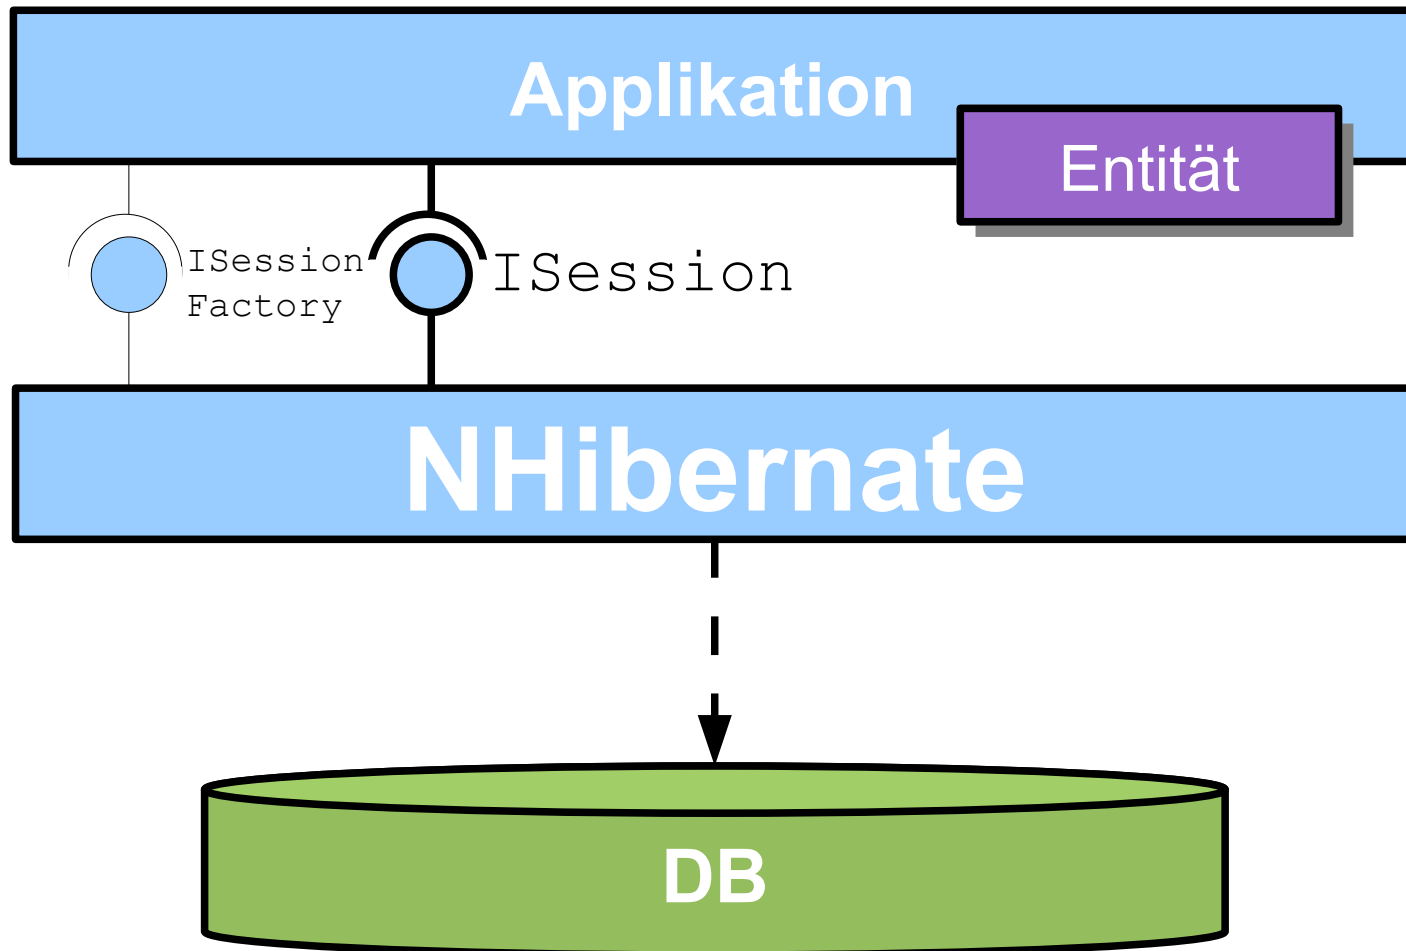 Applikation
Entität
ISession
Factory
ISession
NHibernate
DB